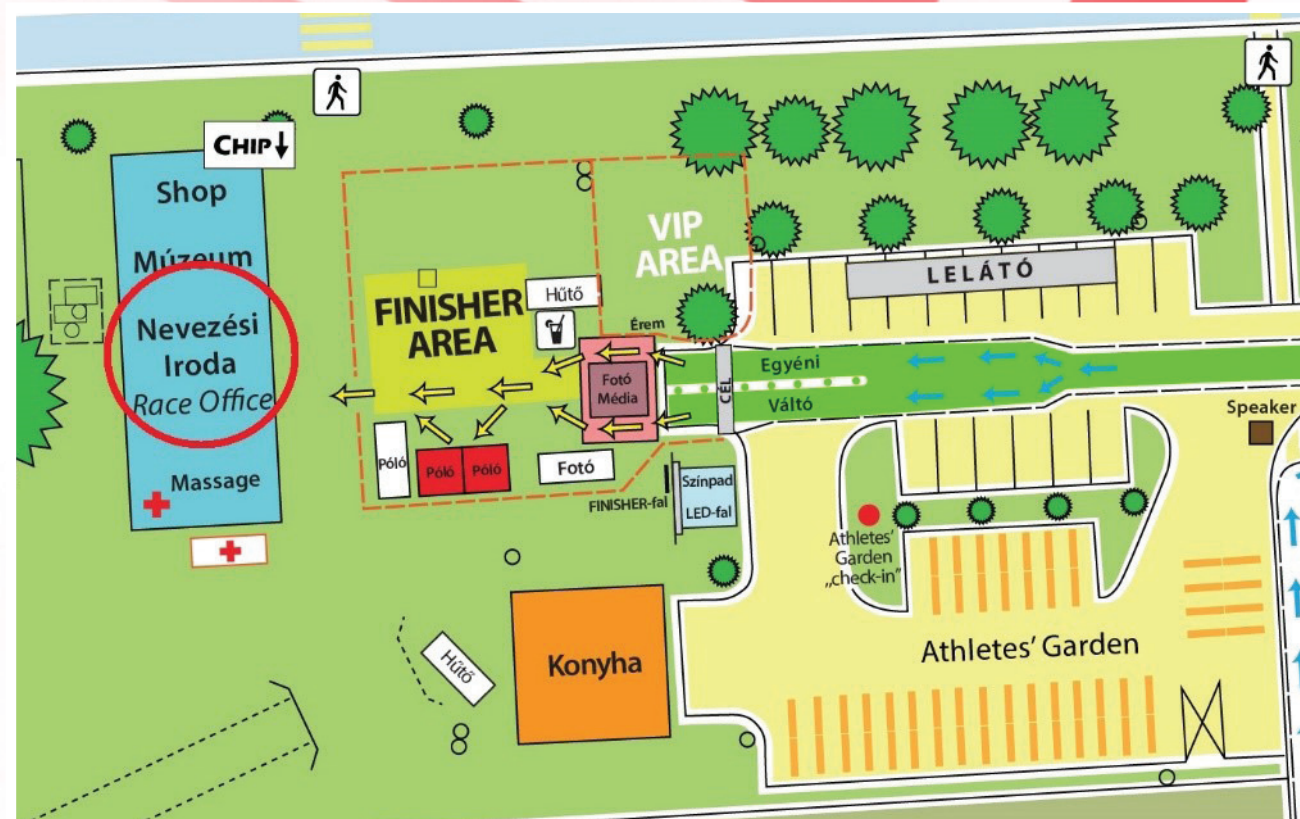 CHIP↓
Shop
Múzeum
Nevezési
Iroda
Race Office
Massage
VIP
AREA
LELÁTÓ
FINISHER
AREA
Hűtő
Érem
Fotó
Média
CÉL
Egyéni
Váltó
Speaker
Póló
Póló
Póló
Fotó
FINISHER-fal
Színpad
LED-fal
Athletes'
Garden
„check-in”
Athletes' Garden
Hűtő
Konyha